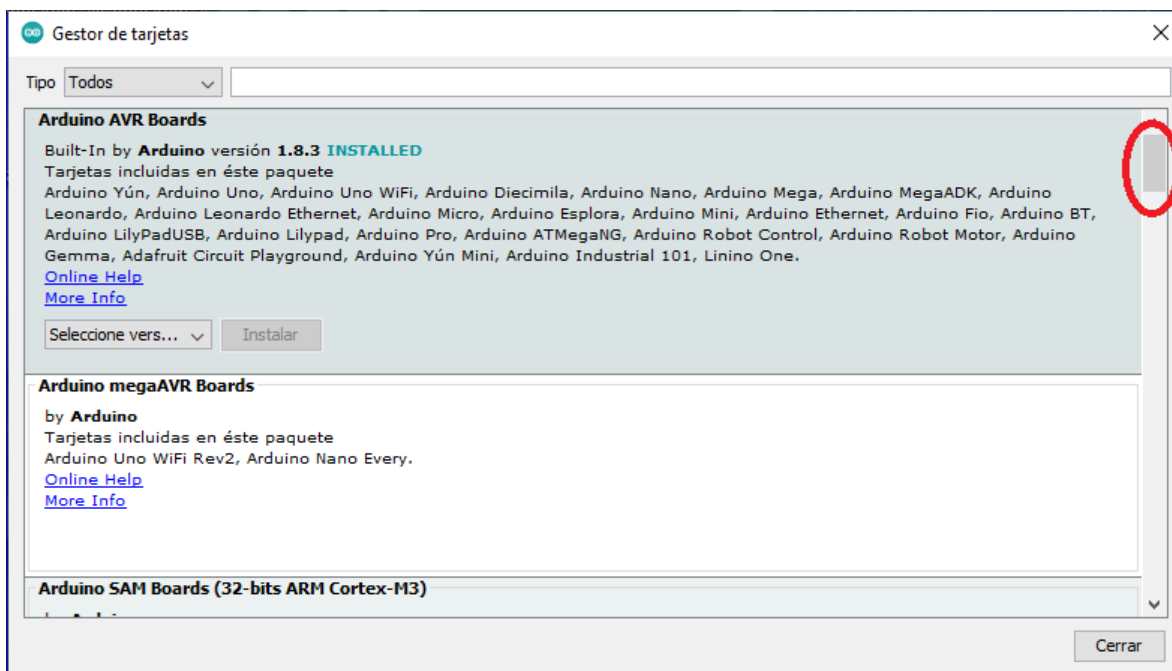 Gestor de tarjetas
Tipo Todos
Arduino AVR Boards
Built-In by Arduino versión 1.8.3 INSTALLED
Tarjetas incluidas en éste paquete
Arduino Yún, Arduino Uno, Arduino Uno WiFi, Arduino Diecimila, Arduino Nano, Arduino Mega, Arduino MegaADK, Arduino
Leonardo, Arduino Leonardo Ethernet, Arduino Micro, Arduino Esplora, Arduino Mini, Arduino Ethernet, Arduino Fio, Arduino BT,
Arduino LilyPadUSB, Arduino Lilypad, Arduino Pro, Arduino ATMegaNG, Arduino Robot Control, Arduino Robot Motor, Arduino
Gemma, Adafruit Circuit Playground, Arduino Yún Mini, Arduino Industrial 101, Linino One.
Online Help
More Info
Seleccione vers... Instalar
Arduino megaAVR Boards
by Arduino
Tarjetas incluidas en éste paquete
Arduino Uno WiFi Rev2, Arduino Nano Every.
Online Help
More Info
Arduino SAM Boards (32-bits ARM Cortex-M3)
Cerrar